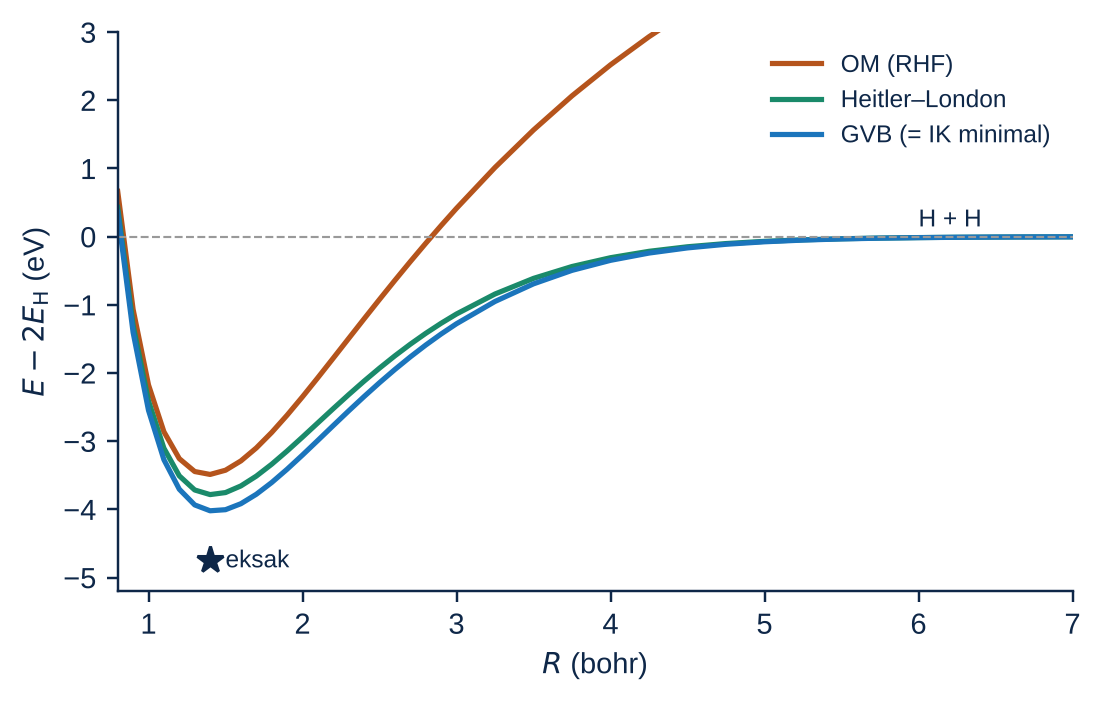 3
2
1
0
−1
−2
−3
−4
−5
E − 2E_H (eV)
OM (RHF)
Heitler–London
GVB (= IK minimal)
H + H
eksak
1 2 3 4 5 6 7
R (bohr)